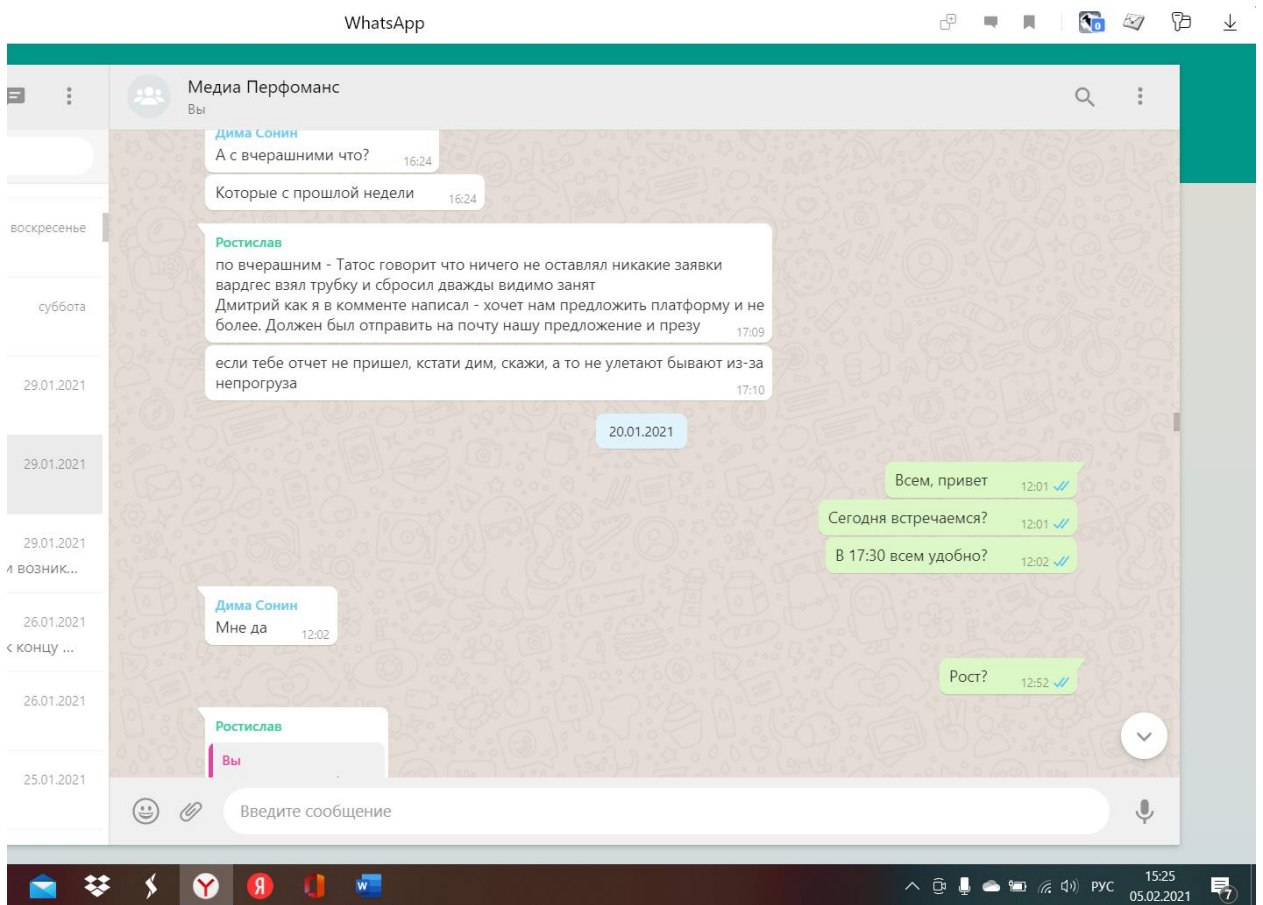 WhatsApp
Медиа Перфоманс
Вы
Дима Сонин
А с вчерашними что? 16:24
Которые с прошлой недели 16:24
воскресенье
Ростислав
по вчерашним - Татос говорит что ничего не оставлял никакие заявки
вардгес взял трубку и сбросил дважды видимо занят
Дмитрий как я в комменте написал - хочет нам предложить платформу и не
более. Должен был отправить на почту нашу предложение и презу 17:09
суббота
если тебе отчет не пришел, кстати дим, скажи, а то не улетают бывают из-за
непрогруза 17:10
29.01.2021
20.01.2021
29.01.2021
Всем, привет 12:01
Сегодня встречаемся? 12:01
В 17:30 всем удобно? 12:02
29.01.2021
и возник...
Дима Сонин
Мне да 12:02
26.01.2021
к концу ...
Рост? 12:52
26.01.2021
Ростислав
Вы
25.01.2021
Введите сообщение
0
Я
РУС
15:25
05.02.2021
7